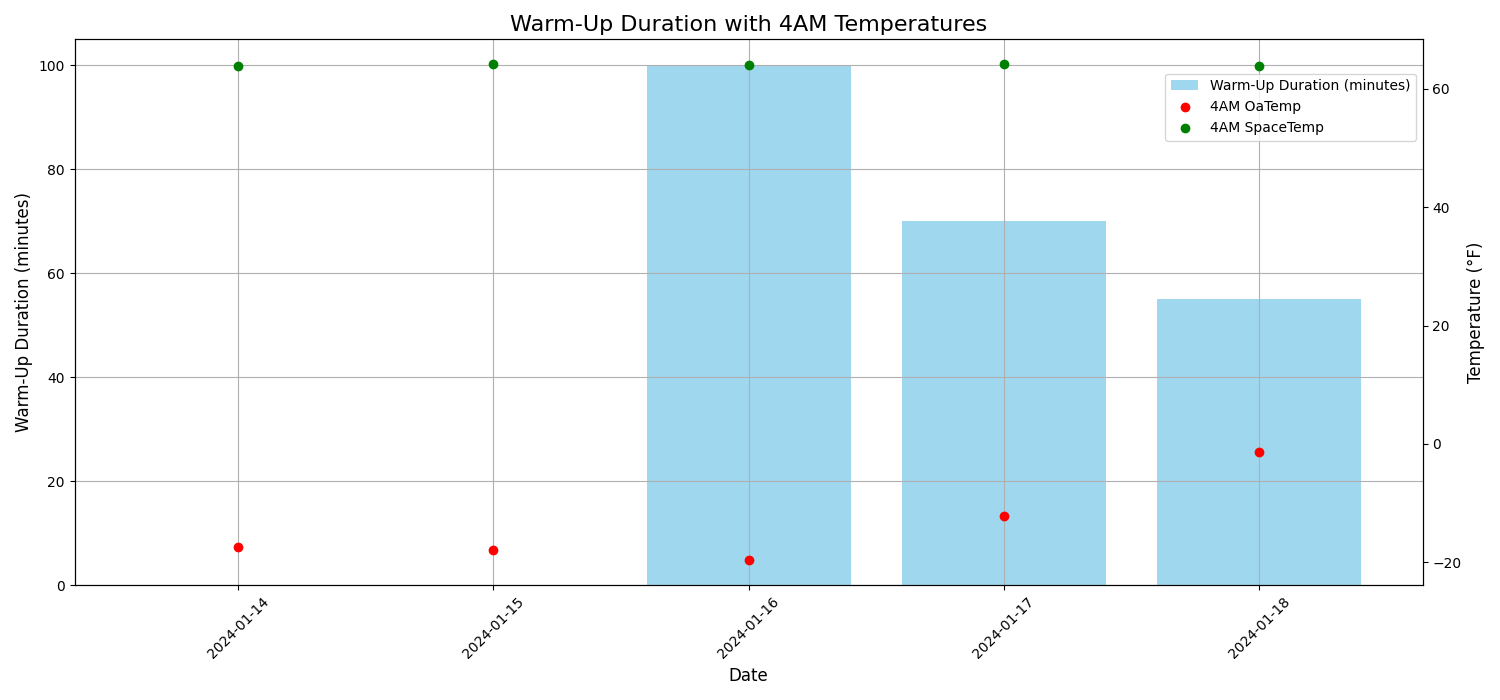 Warm-Up Duration with 4AM Temperatures
Warm-Up Duration (minutes)
100
80
60
40
20
0
Warm-Up Duration (minutes)
4AM OaTemp
4AM SpaceTemp
60
40
20
0
−20
Temperature (°F)
2024-01-14
2024-01-15
2024-01-16
2024-01-17
2024-01-18
Date